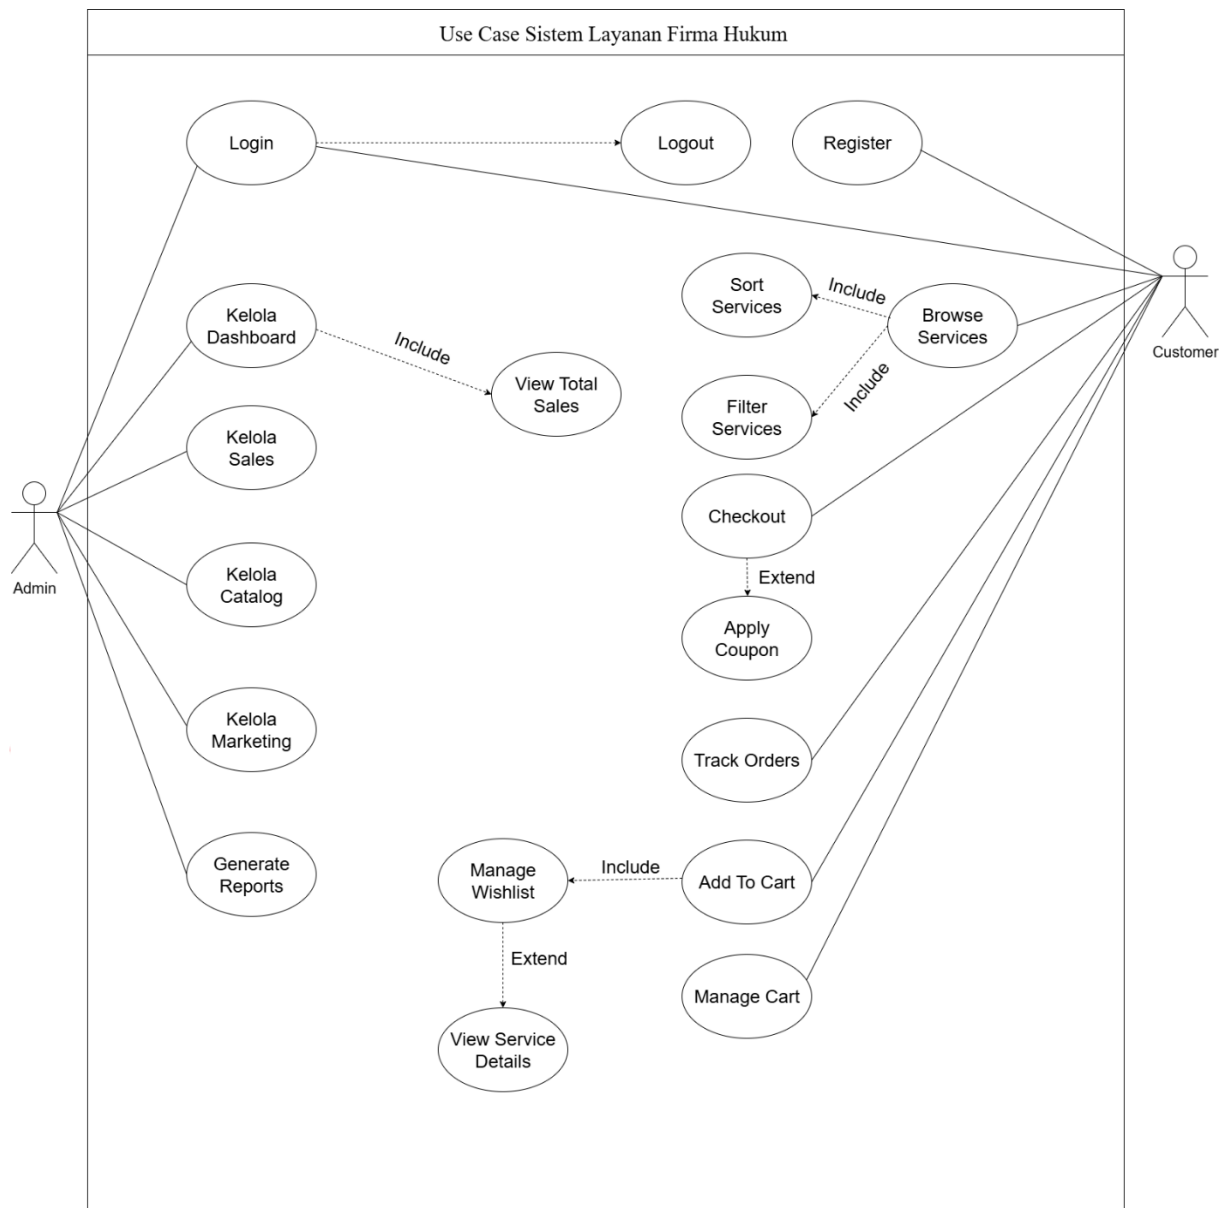 Use Case Sistem Layanan Firma Hukum
Login
Logout
Register
Sort
Services
Include
Browse
Services
Customer
Kelola
Dashboard
Include
View Total
Sales
Include
Filter
Services
Kelola
Sales
Checkout
Admin
Extend
Kelola
Catalog
Apply
Coupon
Kelola
Marketing
Track Orders
Generate
Reports
Manage
Wishlist
Include
Add To Cart
Extend
Manage Cart
View Service
Details